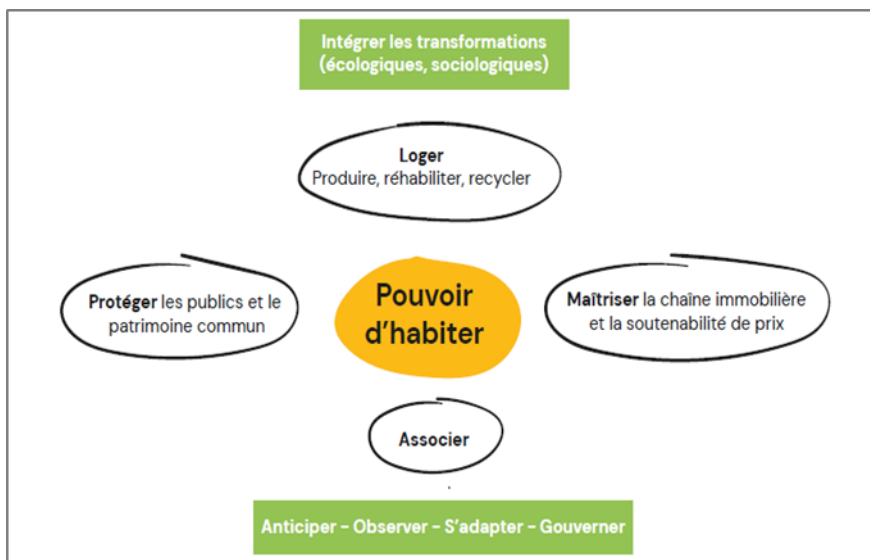 Intégrer les transformations
(écologiques, sociologiques)
Loger
Produire, réhabiliter, recycler
Protéger les publics et le
patrimoine commun
Pouvoir
d'habiter
Maîtriser la chaîne immobilière
et la soutenabilité de prix
Associer
Anticiper – Observer – S'adapter – Gouverner